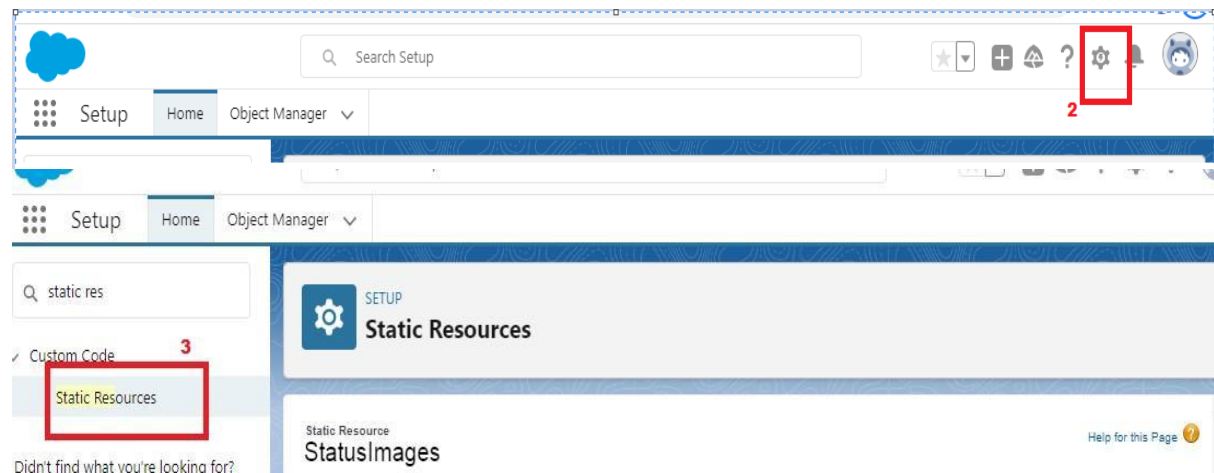 Search Setup
2
Setup Home Object Manager
Setup Home Object Manager
static res
SETUP
Static Resources
Custom Code 3
Static Resources
Static Resource
StatusImages
Help for this Page
Didn't find what you're looking for?